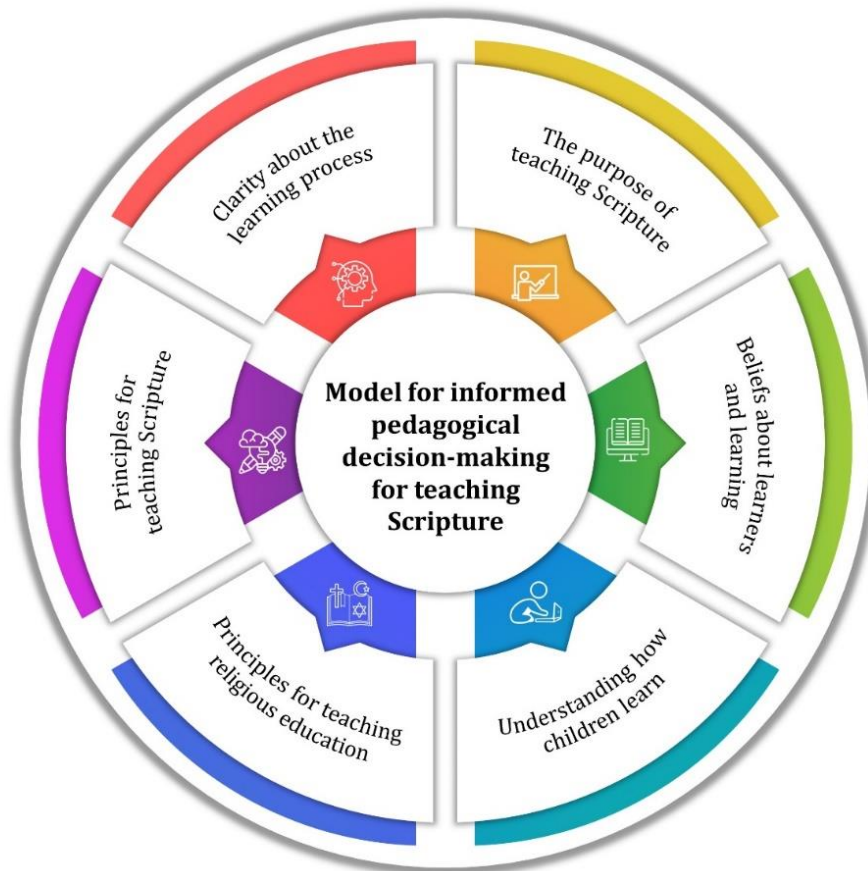 Clarity about the
learning process
The purpose of
teaching Scripture
Beliefs about learners
and learning
Understanding how
children learn
Principles for teaching
religious education
Principles for
teaching Scripture
Model for informed
pedagogical
decision-making
for teaching
Scripture